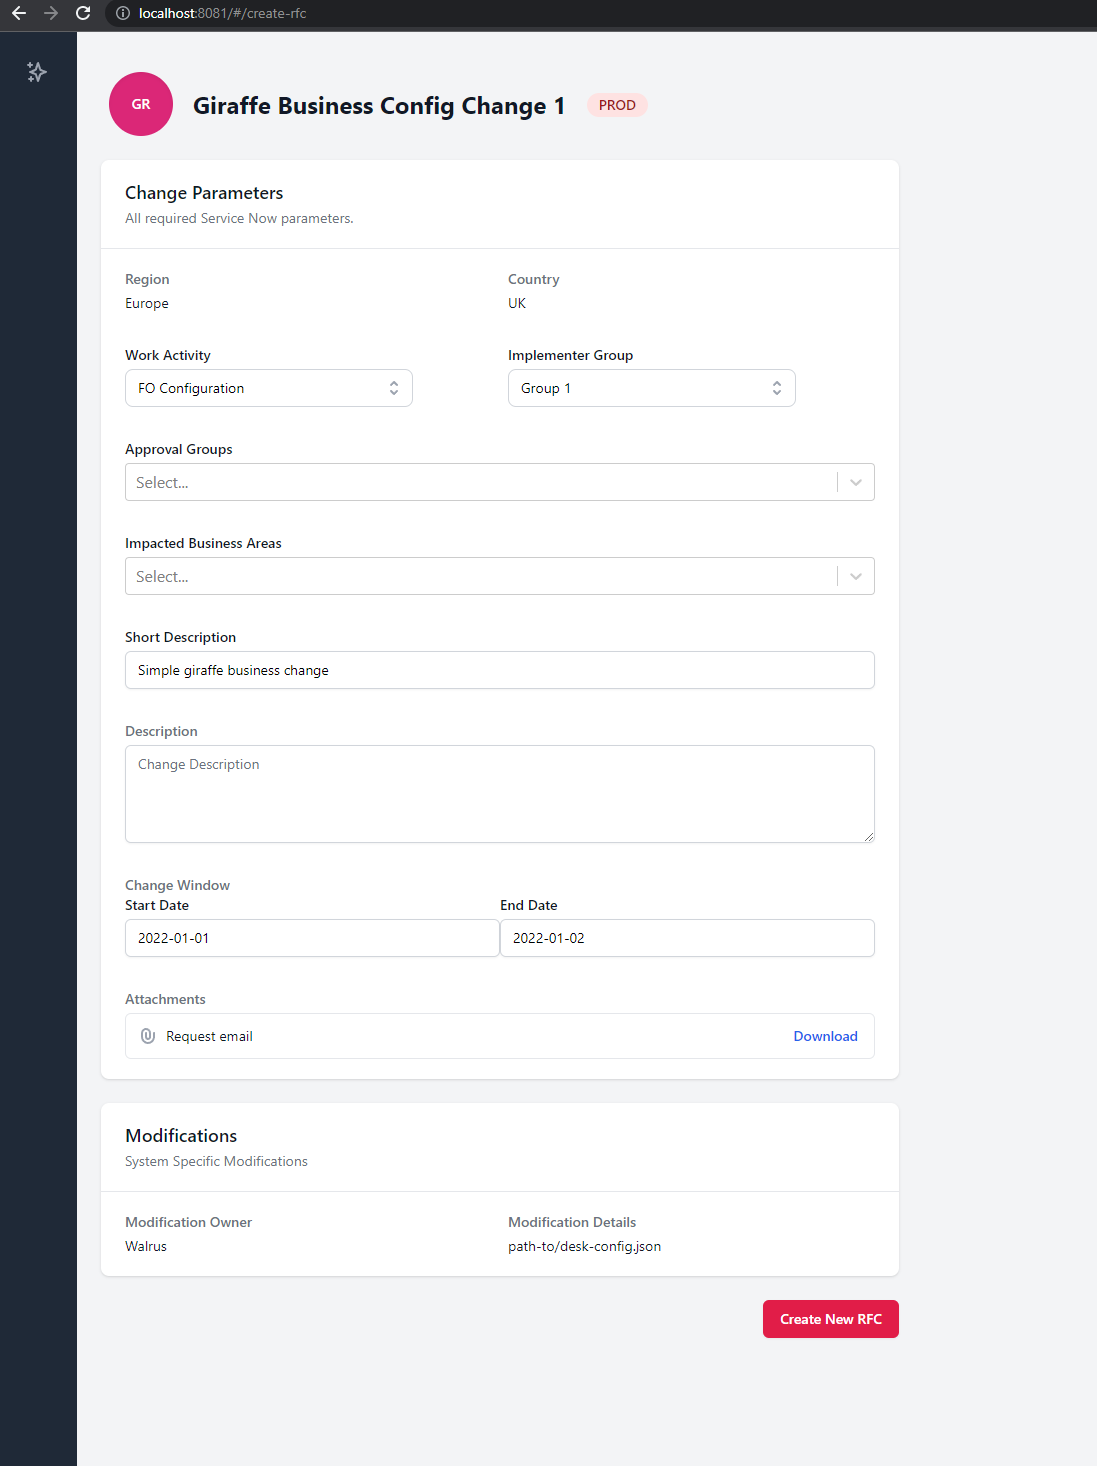 localhost:8081/#/create-rfc
GR
Giraffe Business Config Change 1 PROD
Change Parameters
All required Service Now parameters.
Region Country
Europe UK
Work Activity Implementer Group
FO Configuration Group 1
Approval Groups
Select...
Impacted Business Areas
Select...
Short Description
Simple giraffe business change
Description
Change Description
Change Window
Start Date End Date
2022-01-01 2022-01-02
Attachments
Request email Download
Modifications
System Specific Modifications
Modification Owner Modification Details
Walrus path-to/desk-config.json
Create New RFC